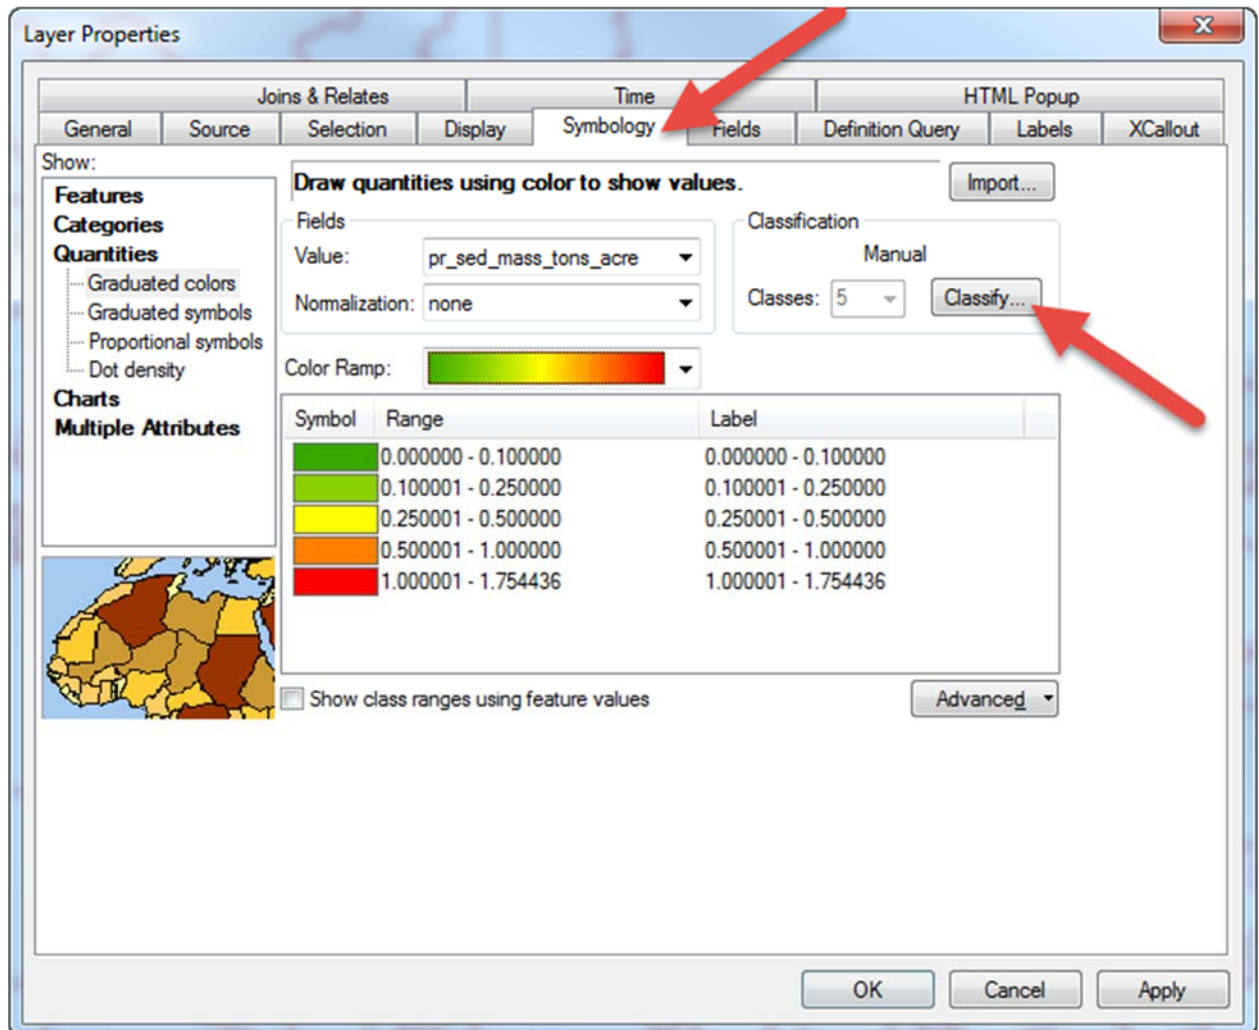 Layer Properties
X
Joins & Relates Time HTML Popup
General Source Selection Display Symbology Fields Definition Query Labels XCallout
Show:
Features
Categories
Quantities
Graduated colors
Graduated symbols
Proportional symbols
Dot density
Charts
Multiple Attributes
Draw quantities using color to show values.
Import...
Fields
Value: pr_sed_mass_tons_acre
Normalization: none
Classification
Manual
Classes: 5 Classify...
Color Ramp:
Symbol Range Label
0.000000 - 0.100000 0.000000 - 0.100000
0.100001 - 0.250000 0.100001 - 0.250000
0.250001 - 0.500000 0.250001 - 0.500000
0.500001 - 1.000000 0.500001 - 1.000000
1.000001 - 1.754436 1.000001 - 1.754436
Show class ranges using feature values
Advanced
OK Cancel Apply